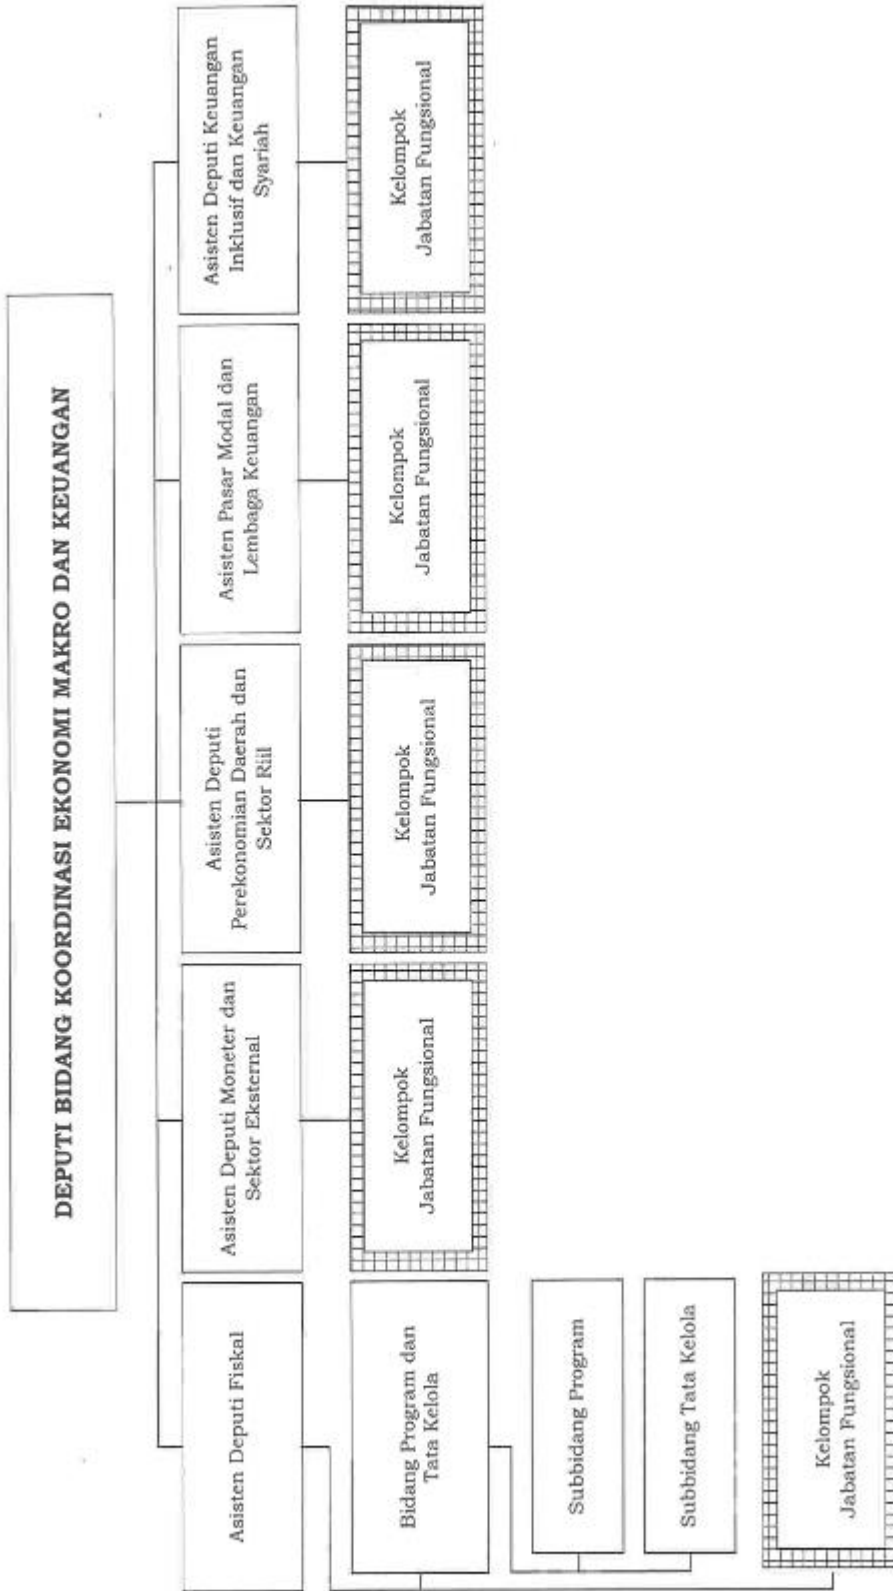 DEPUTI BIDANG KOORDINASI EKONOMI MAKRO DAN KEUANGAN
Asisten Deputi Fiskal
Asisten Deputi Moneter dan
Sektor Eksternal
Asisten Deputi
Perekonomian Daerah dan
Sektor Riil
Asisten Pasar Modal dan
Lembaga Keuangan
Asisten Deputi Keuangan
Inklusif dan Keuangan
Syariah
Bidang Program dan
Tata Kelola
Kelompok
Jabatan Fungsional
Kelompok
Jabatan Fungsional
Kelompok
Jabatan Fungsional
Kelompok
Jabatan Fungsional
Subbidang Program
Subbidang Tata Kelola
Kelompok
Jabatan Fungsional